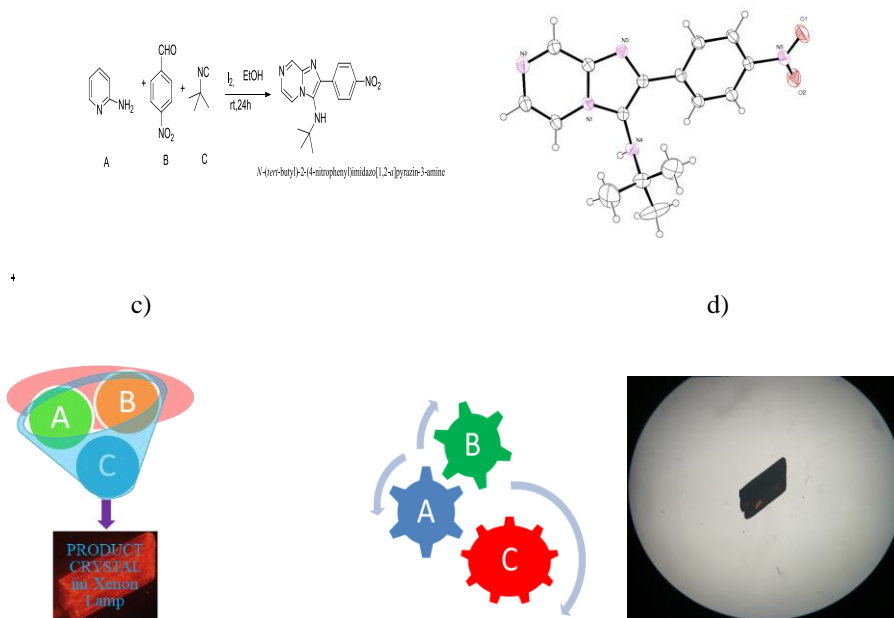 CHO
N
NH₂
+
NO₂
+
NC
I₂, EtOH
rt,24h
N
N
N
NO₂
NH
A
B
C
N-(tert-butyl)-2-(4-nitrophenyl)imidazo[1,2-a]pyrazin-3-amine
N2
N3
N1
N4
N5
O1
O2
+
c)
d)
A
B
C
PRODUCT
CRYSTAL
in Xenon
Lamp
B
A
C